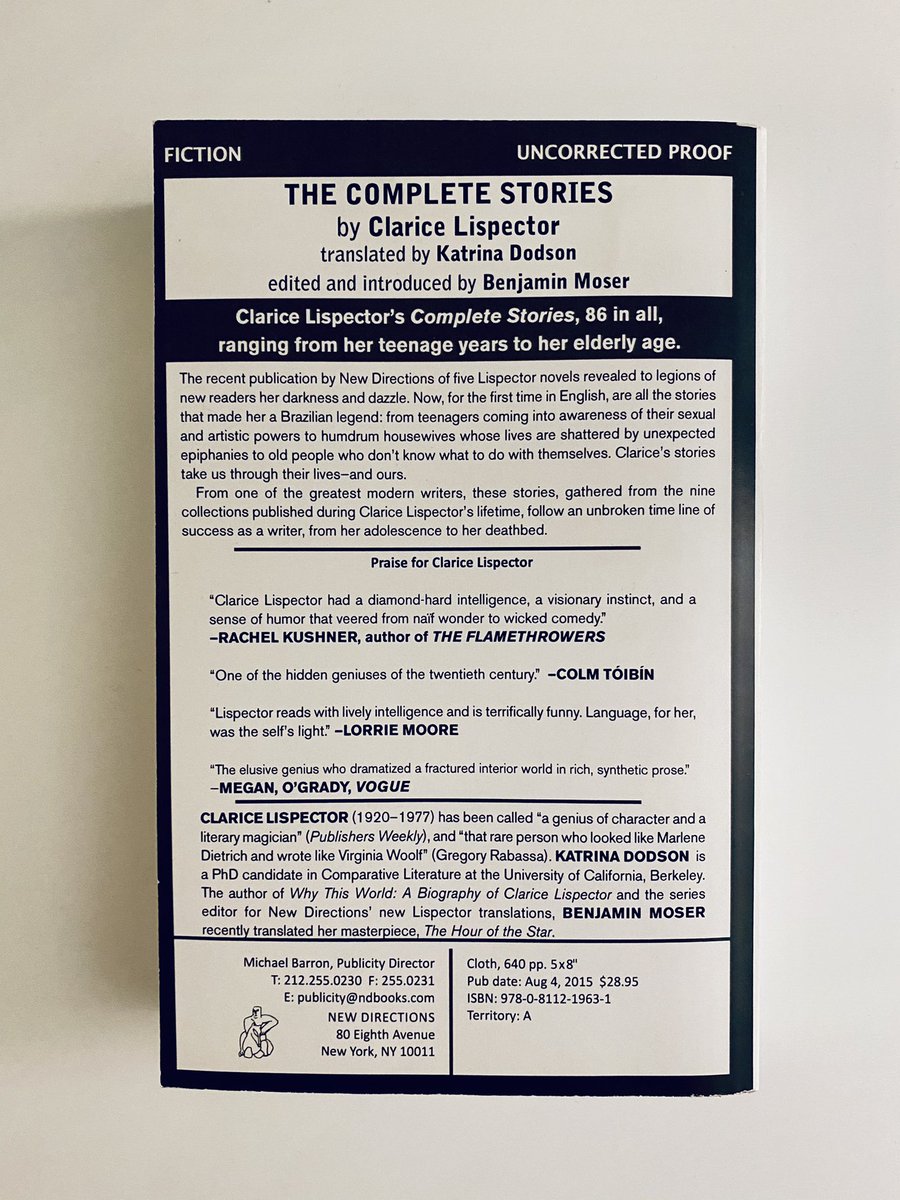 FICTION UNCORRECTED PROOF
THE COMPLETE STORIES
by Clarice Lispector
translated by Katrina Dodson
edited and introduced by Benjamin Moser
Clarice Lispector's Complete Stories, 86 in all,
ranging from her teenage years to her elderly age.
The recent publication by New Directions of five Lispector novels revealed to legions of
new readers her darkness and dazzle. Now, for the first time in English, are all the stories
that made her a Brazilian legend: from teenagers coming into awareness of their sexual
and artistic powers to humdrum housewives whose lives are shattered by unexpected
epiphanies to old people who don't know what to do with themselves. Clarice's stories
take us through their lives—and ours.
From one of the greatest modern writers, these stories, gathered from the nine
collections published during Clarice Lispector's lifetime, follow an unbroken time line of
success as a writer, from her adolescence to her deathbed.
Praise for Clarice Lispector
"Clarice Lispector had a diamond-hard intelligence, a visionary instinct, and a
sense of humor that veered from naïf wonder to wicked comedy."
–RACHEL KUSHNER, author of THE FLAMETHROWERS
"One of the hidden geniuses of the twentieth century." –COLM TÓIBÍN
"Lispector reads with lively intelligence and is terrifically funny. Language, for her,
was the self's light." –LORRIE MOORE
"The elusive genius who dramatized a fractured interior world in rich, synthetic prose."
–MEGAN, O'GRADY, VOGUE
CLARICE LISPECTOR (1920–1977) has been called "a genius of character and a
literary magician" (Publishers Weekly), and "that rare person who looked like Marlene
Dietrich and wrote like Virginia Woolf" (Gregory Rabassa). KATRINA DODSON is
a PhD candidate in Comparative Literature at the University of California, Berkeley.
The author of Why This World: A Biography of Clarice Lispector and the series
editor for New Directions' new Lispector translations, BENJAMIN MOSER
recently translated her masterpiece, The Hour of the Star.
Michael Barron, Publicity Director
T: 212.255.0230 F: 255.0231
E: publicity@ndbooks.com
NEW DIRECTIONS
80 Eighth Avenue
New York, NY 10011
Cloth, 640 pp. 5x8"
Pub date: Aug 4, 2015 $28.95
ISBN: 978-0-8112-1963-1
Territory: A